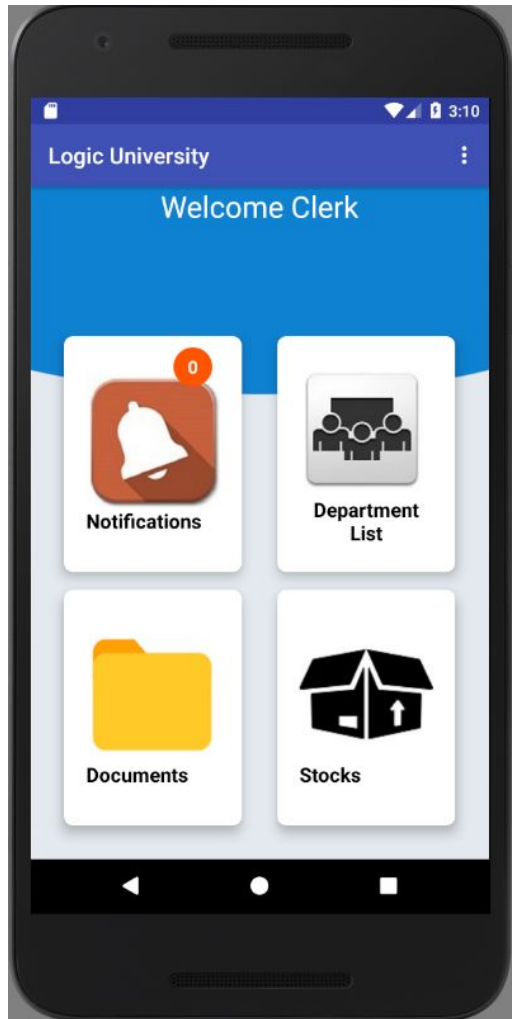 3:10
Logic University
Welcome Clerk
0
Notifications
Department
List
Documents
Stocks